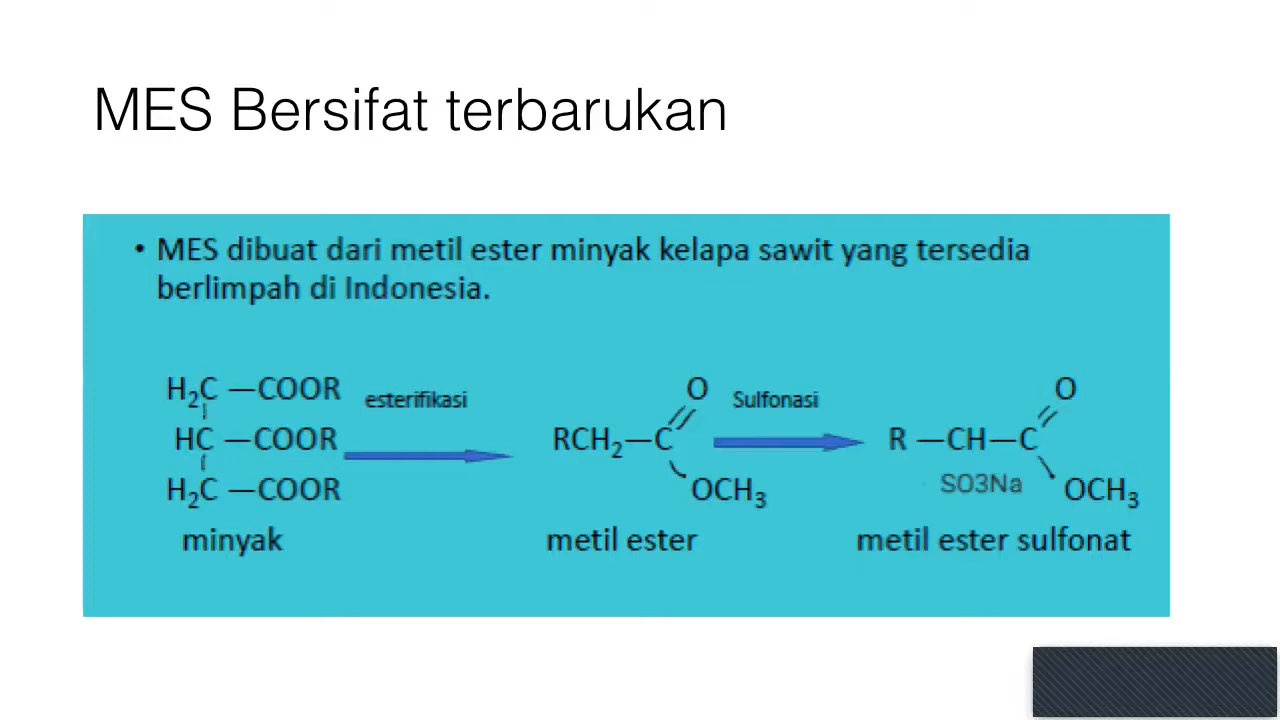 MES Bersifat terbarukan
• MES dibuat dari metil ester minyak kelapa sawit yang tersedia
berlimpah di Indonesia.
H₂C —COOR
HC —COOR
H₂C —COOR
minyak
esterifikasi
O
RCH₂—C
OCH₃
metil ester
Sulfonasi
O
R —CH—C
SO3Na
OCH₃
metil ester sulfonat